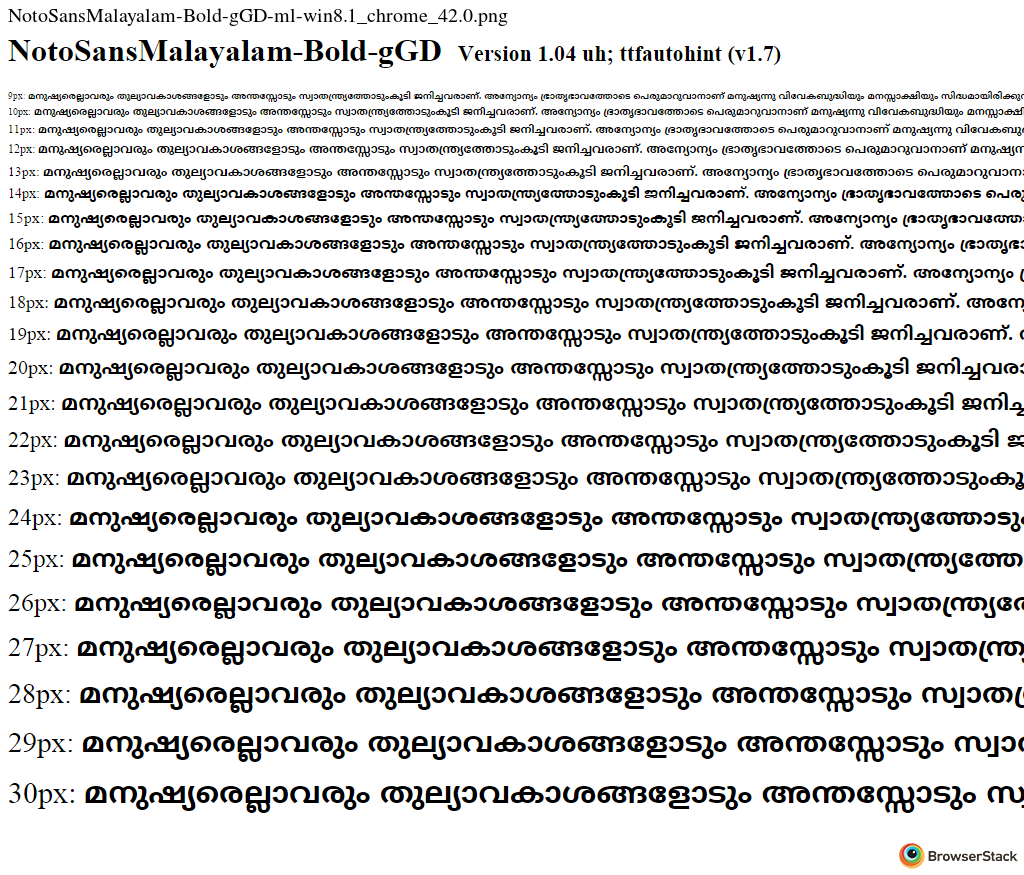 NotoSansMalayalam-Bold-gGD-ml-win8.1_chrome_42.0.png
NotoSansMalayalam-Bold-gGD Version 1.04 uh; ttfautohint (v1.7)
9px: മനുഷ്യരെല്ലാവരും തുല്യാവകാശങ്ങളോടും അന്തസ്സോടും സ്വാതന്ത്ര്യത്തോടുംകൂടി ജനിച്ചവരാണ്. അന്യോന്യം ഭ്രാതൃഭാവത്തോടെ പെരുമാറുവാനാണ് മനുഷ്യന്നു വിവേകബുദ്ധിയും മനസ്സാക്ഷിയും
10px: മനുഷ്യരെല്ലാവരും തുല്യാവകാശങ്ങളോടും അന്തസ്സോടും സ്വാതന്ത്ര്യത്തോടുംകൂടി ജനിച്ചവരാണ്. അന്യോന്യം ഭ്രാതൃഭാവത്തോടെ പെരുമാറുവാനാണ് മനുഷ്യന്നു വിവേകബുദ്ധിയും
11px: മനുഷ്യരെല്ലാവരും തുല്യാവകാശങ്ങളോടും അന്തസ്സോടും സ്വാതന്ത്ര്യത്തോടുംകൂടി ജനിച്ചവരാണ്. അന്യോന്യം ഭ്രാതൃഭാവത്തോടെ പെരുമാറുവാനാണ് മനുഷ്യന്നു
12px: മനുഷ്യരെല്ലാവരും തുല്യാവകാശങ്ങളോടും അന്തസ്സോടും സ്വാതന്ത്ര്യത്തോടുംകൂടി ജനിച്ചവരാണ്. അന്യോന്യം ഭ്രാതൃഭാവത്തോടെ പെരുമാറുവാനാണ്
13px: മനുഷ്യരെല്ലാവരും തുല്യാവകാശങ്ങളോടും അന്തസ്സോടും സ്വാതന്ത്ര്യത്തോടുംകൂടി ജനിച്ചവരാണ്. അന്യോന്യം ഭ്രാതൃഭാവത്തോടെ
14px: മനുഷ്യരെല്ലാവരും തുല്യാവകാശങ്ങളോടും അന്തസ്സോടും സ്വാതന്ത്ര്യത്തോടുംകൂടി ജനിച്ചവരാണ്. അന്യോന്യം ഭ്രാതൃഭാവത്തോടെ പെരു
15px: മനുഷ്യരെല്ലാവരും തുല്യാവകാശങ്ങളോടും അന്തസ്സോടും സ്വാതന്ത്ര്യത്തോടുംകൂടി ജനിച്ചവരാണ്. അന്യോന്യം ഭ്രാതൃഭാവത്തോ
16px: മനുഷ്യരെല്ലാവരും തുല്യാവകാശങ്ങളോടും അന്തസ്സോടും സ്വാതന്ത്ര്യത്തോടുംകൂടി ജനിച്ചവരാണ്. അന്യോന്യം ഭ്രാതൃഭാ
17px: മനുഷ്യരെല്ലാവരും തുല്യാവകാശങ്ങളോടും അന്തസ്സോടും സ്വാതന്ത്ര്യത്തോടുംകൂടി ജനിച്ചവരാണ്. അന്യോന്യം
18px: മനുഷ്യരെല്ലാവരും തുല്യാവകാശങ്ങളോടും അന്തസ്സോടും സ്വാതന്ത്ര്യത്തോടുംകൂടി ജനിച്ചവരാണ്.
19px: മനുഷ്യരെല്ലാവരും തുല്യാവകാശങ്ങളോടും അന്തസ്സോടും സ്വാതന്ത്ര്യത്തോടുംകൂടി ജനിച്ചവരാണ്.
20px: മനുഷ്യരെല്ലാവരും തുല്യാവകാശങ്ങളോടും അന്തസ്സോടും സ്വാതന്ത്ര്യത്തോടുംകൂടി ജനിച്ചവരാ
21px: മനുഷ്യരെല്ലാവരും തുല്യാവകാശങ്ങളോടും അന്തസ്സോടും സ്വാതന്ത്ര്യത്തോടുംകൂടി ജനിച്ച
22px: മനുഷ്യരെല്ലാവരും തുല്യാവകാശങ്ങളോടും അന്തസ്സോടും സ്വാതന്ത്ര്യത്തോടുംകൂടി ജ
23px: മനുഷ്യരെല്ലാവരും തുല്യാവകാശങ്ങളോടും അന്തസ്സോടും സ്വാതന്ത്ര്യത്തോടുംകൂ
24px: മനുഷ്യരെല്ലാവരും തുല്യാവകാശങ്ങളോടും അന്തസ്സോടും സ്വാതന്ത്ര്യത്തോടും
25px: മനുഷ്യരെല്ലാവരും തുല്യാവകാശങ്ങളോടും അന്തസ്സോടും സ്വാതന്ത്ര്യത്തോ
26px: മനുഷ്യരെല്ലാവരും തുല്യാവകാശങ്ങളോടും അന്തസ്സോടും സ്വാതന്ത്ര്യ
27px: മനുഷ്യരെല്ലാവരും തുല്യാവകാശങ്ങളോടും അന്തസ്സോടും സ്വാതന്ത്ര്യ
28px: മനുഷ്യരെല്ലാവരും തുല്യാവകാശങ്ങളോടും അന്തസ്സോടും സ്വാത
29px: മനുഷ്യരെല്ലാവരും തുല്യാവകാശങ്ങളോടും അന്തസ്സോടും സ്വാ
30px: മനുഷ്യരെല്ലാവരും തുല്യാവകാശങ്ങളോടും അന്തസ്സോടും സ്വ
BrowserStack